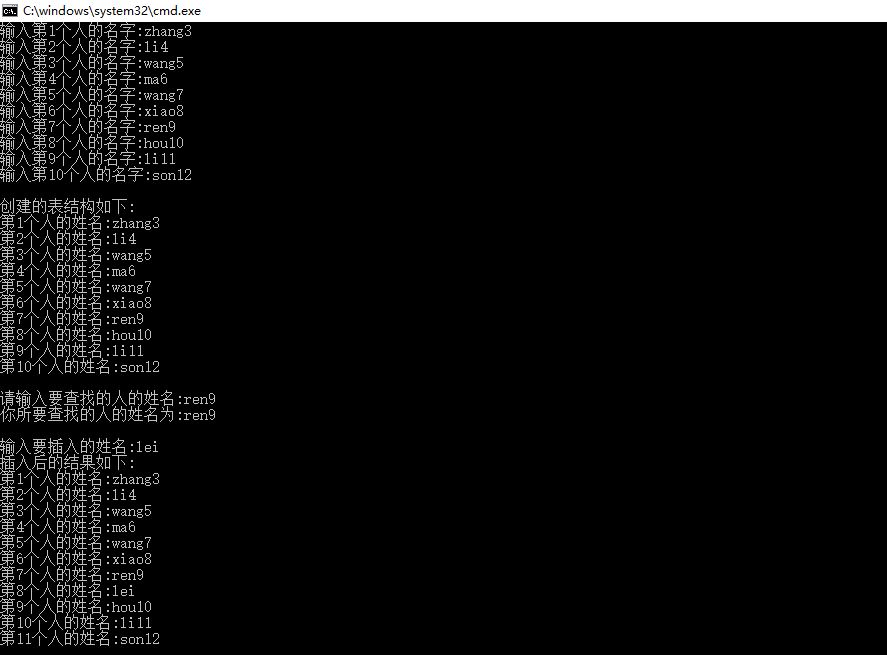 C:\windows\system32\cmd.exe
输入第1个人的名字:zhang3
输入第2个人的名字:li4
输入第3个人的名字:wang5
输入第4个人的名字:ma6
输入第5个人的名字:wang7
输入第6个人的名字:xiao8
输入第7个人的名字:ren9
输入第8个人的名字:hou10
输入第9个人的名字:li11
输入第10个人的名字:son12
创建的表结构如下:
第1个人的姓名:zhang3
第2个人的姓名:li4
第3个人的姓名:wang5
第4个人的姓名:ma6
第5个人的姓名:wang7
第6个人的姓名:xiao8
第7个人的姓名:ren9
第8个人的姓名:hou10
第9个人的姓名:li11
第10个人的姓名:son12
请输入要查找的人的姓名:ren9
你所要查找的人的姓名为:ren9
输入要插入的姓名:lei
插入后的结果如下:
第1个人的姓名:zhang3
第2个人的姓名:li4
第3个人的姓名:wang5
第4个人的姓名:ma6
第5个人的姓名:wang7
第6个人的姓名:xiao8
第7个人的姓名:ren9
第8个人的姓名:lei
第9个人的姓名:hou10
第10个人的姓名:li11
第11个人的姓名:son12